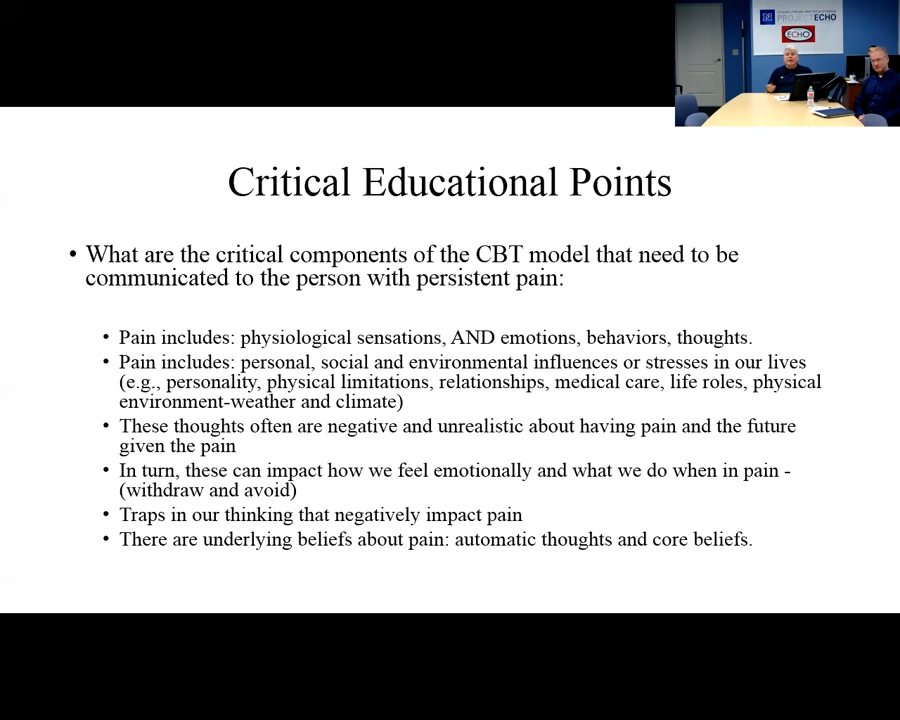 PROJECT ECHO
ECHO
Critical Educational Points
• What are the critical components of the CBT model that need to be
communicated to the person with persistent pain:
• Pain includes: physiological sensations, AND emotions, behaviors, thoughts.
• Pain includes: personal, social and environmental influences or stresses in our lives
(e.g., personality, physical limitations, relationships, medical care, life roles, physical
environment-weather and climate)
• These thoughts often are negative and unrealistic about having pain and the future
given the pain
• In turn, these can impact how we feel emotionally and what we do when in pain -
(withdraw and avoid)
• Traps in our thinking that negatively impact pain
• There are underlying beliefs about pain: automatic thoughts and core beliefs.